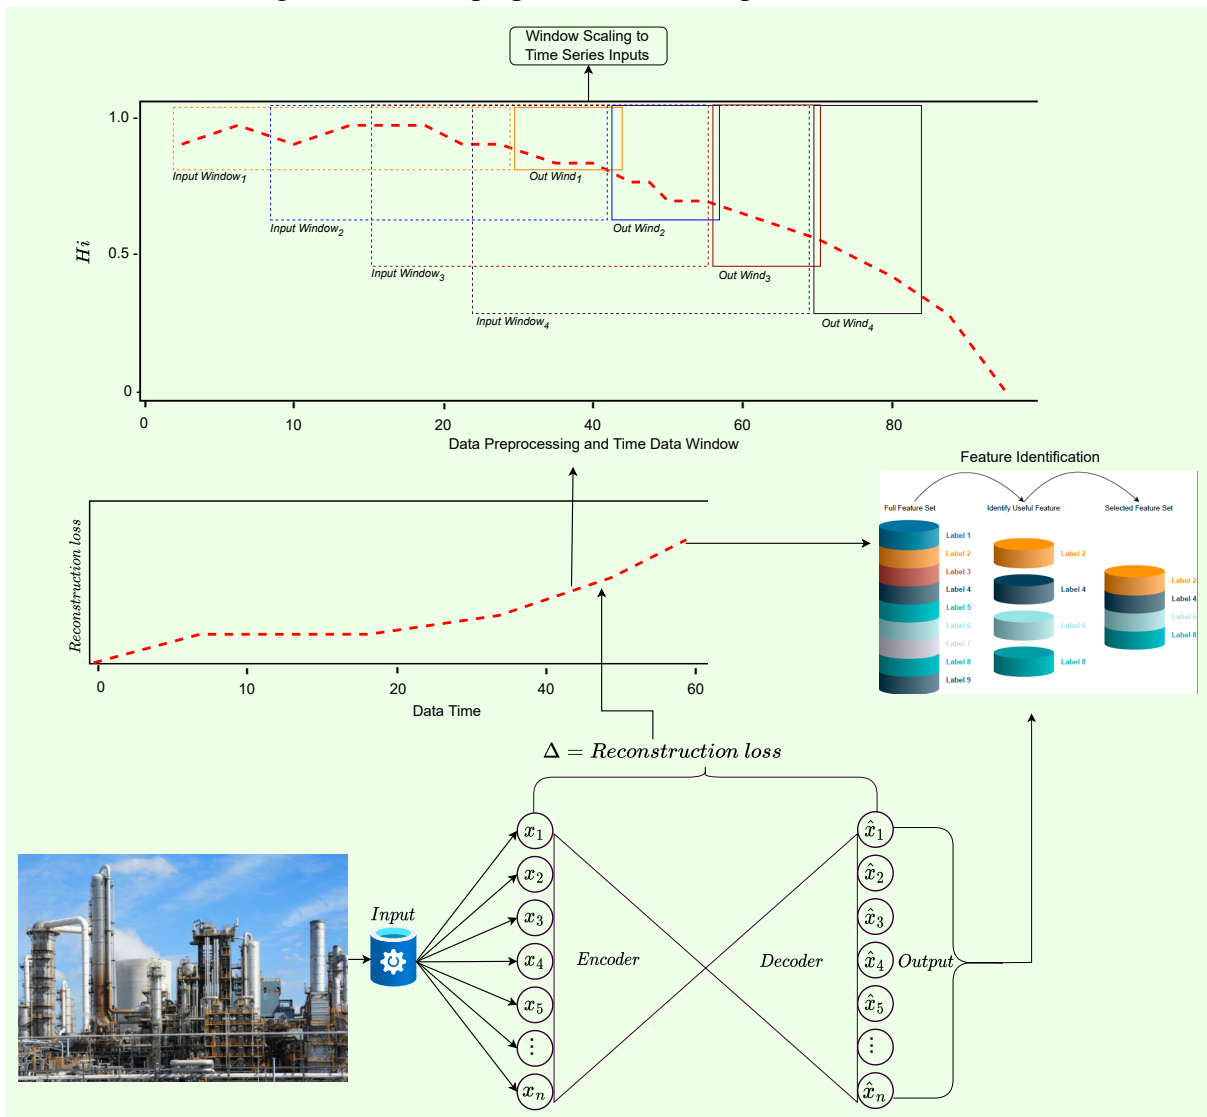 Window Scaling to
Time Series Inputs
1.0
0.5
0
Hi
Input Window1
Input Window2
Input Window3
Input Window4
Out Wind1
Out Wind2
Out Wind3
Out Wind4
0 10 20 40 60 80
Data Preprocessing and Time Data Window
Feature Identification
Full Feature Set
Identify Useful Feature
Selected Feature Set
Label 1
Label 2
Label 3
Label 4
Label 5
Label 6
Label 7
Label 8
Label 9
Label 2
Label 4
Label 6
Label 8
Label 2
Label 4
Label 6
Label 8
Reconstruction loss
0 10 20 40 60
Data Time
Δ = Reconstruction loss
Input
x1
x2
x3
x4
x5
⋮
xn
Encoder
Decoder
x̂1
x̂2
x̂3
x̂4
x̂5
⋮
x̂n
Output